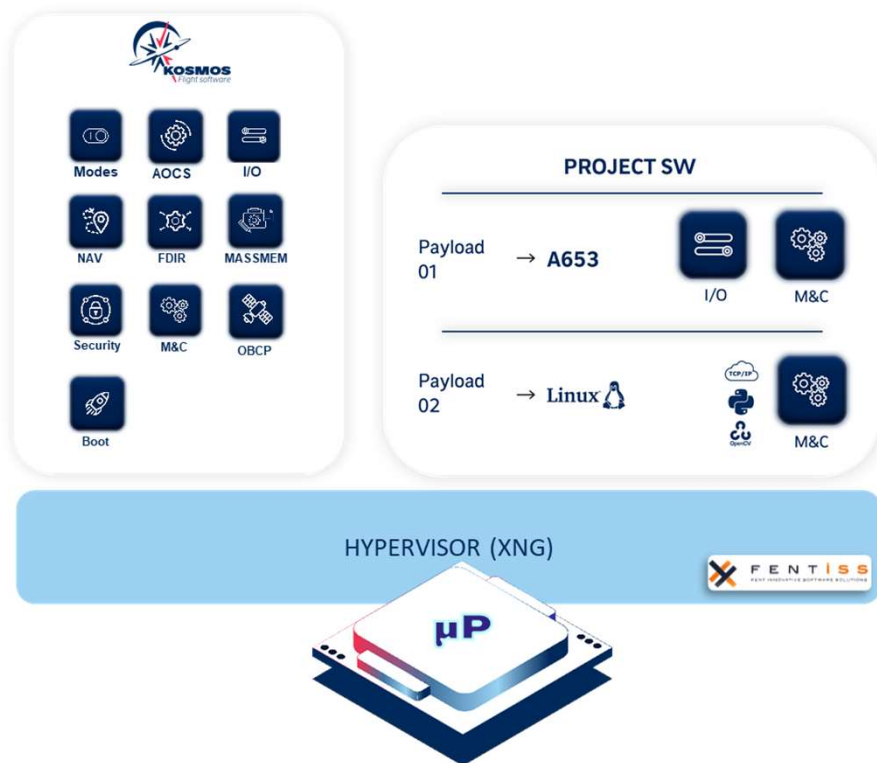 KOSMOS
Flight software
Modes
AOCS
I/O
NAV
FDIR
MASSMEM
Security
M&C
OBCP
Boot
PROJECT SW
Payload
01
→ A653
I/O
M&C
Payload
02
→ Linux
TCP/IP
OpenCV
M&C
HYPERVISOR (XNG)
FENTISS
FENT INNOVATIVE SOFTWARE SOLUTIONS
µP